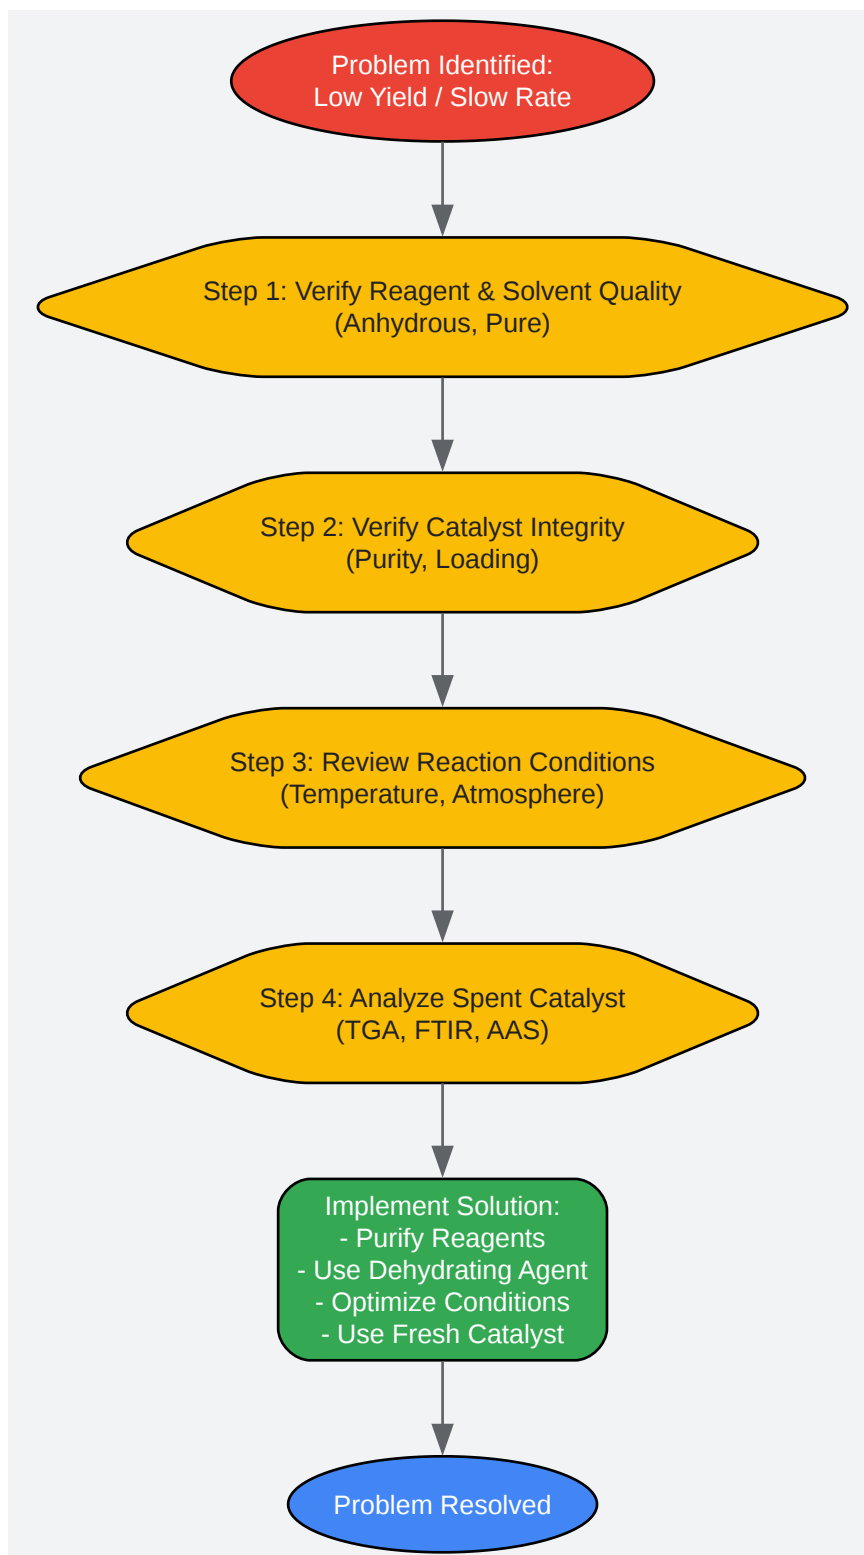 Problem Identified:
Low Yield / Slow Rate
Step 1: Verify Reagent & Solvent Quality
(Anhydrous, Pure)
Step 2: Verify Catalyst Integrity
(Purity, Loading)
Step 3: Review Reaction Conditions
(Temperature, Atmosphere)
Step 4: Analyze Spent Catalyst
(TGA, FTIR, AAS)
Implement Solution:
- Purify Reagents
- Use Dehydrating Agent
- Optimize Conditions
- Use Fresh Catalyst
Problem Resolved